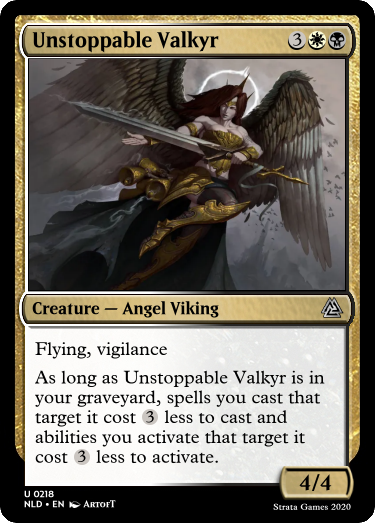 Unstoppable Valkyr 3
Creature — Angel Viking
Flying, vigilance
As long as Unstoppable Valkyr is in
your graveyard, spells you cast that
target it cost 3 less to cast and
abilities you activate that target it
cost 3 less to activate.
4/4
U 0218
NLD • EN ArtofT
Strata Games 2020